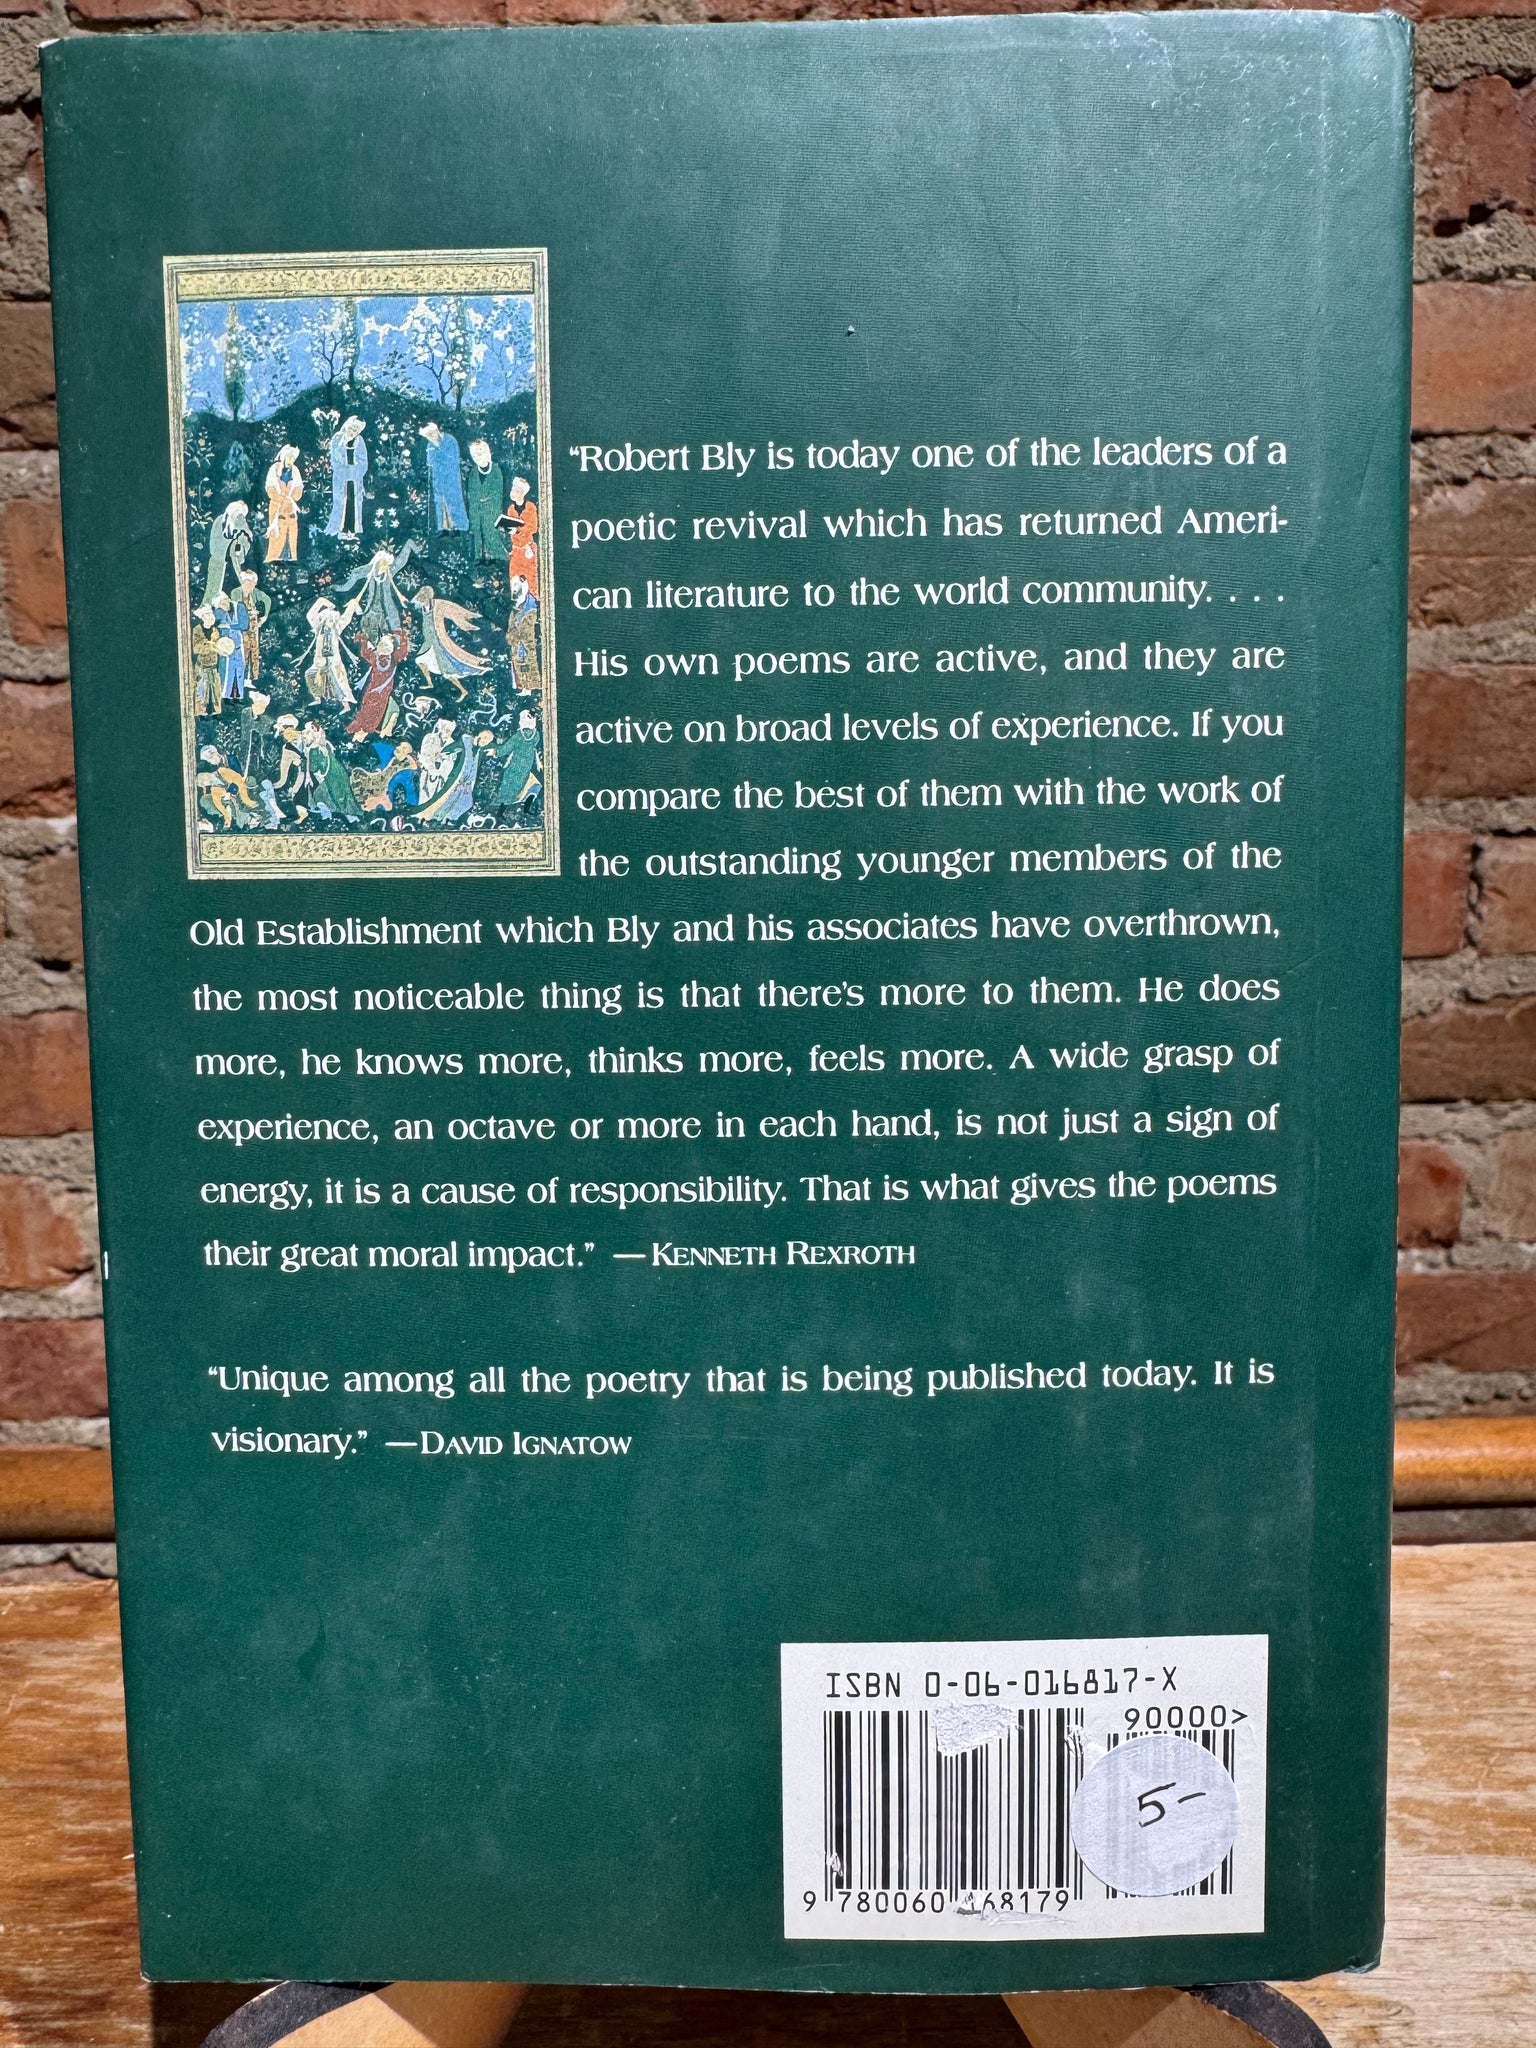 “Robert Bly is today one of the leaders of a
poetic revival which has returned Ameri-
can literature to the world community. . . .
His own poems are active, and they are
active on broad levels of experience. If you
compare the best of them with the work of
the outstanding younger members of the
Old Establishment which Bly and his associates have overthrown,
the most noticeable thing is that there’s more to them. He does
more, he knows more, thinks more, feels more. A wide grasp of
experience, an octave or more in each hand, is not just a sign of
energy, it is a cause of responsibility. That is what gives the poems
their great moral impact.” —KENNETH REXROTH
“Unique among all the poetry that is being published today. It is
visionary.” —DAVID IGNATOW
ISBN 0-06-016817-X
90000>
5-
9 780060 168179